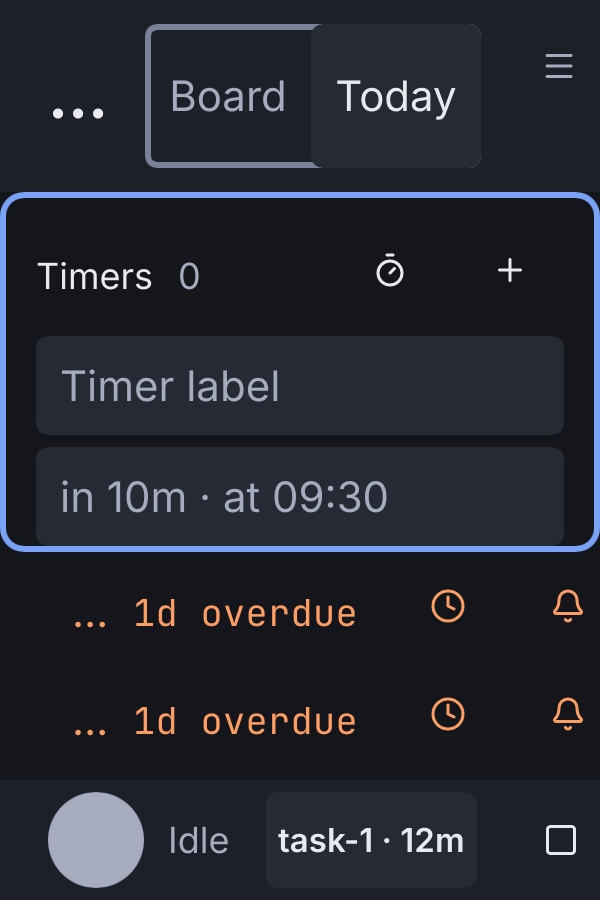 ...
Board Today
Timers 0
Timer label
in 10m · at 09:30
... 1d overdue
... 1d overdue
Idle task-1 · 12m